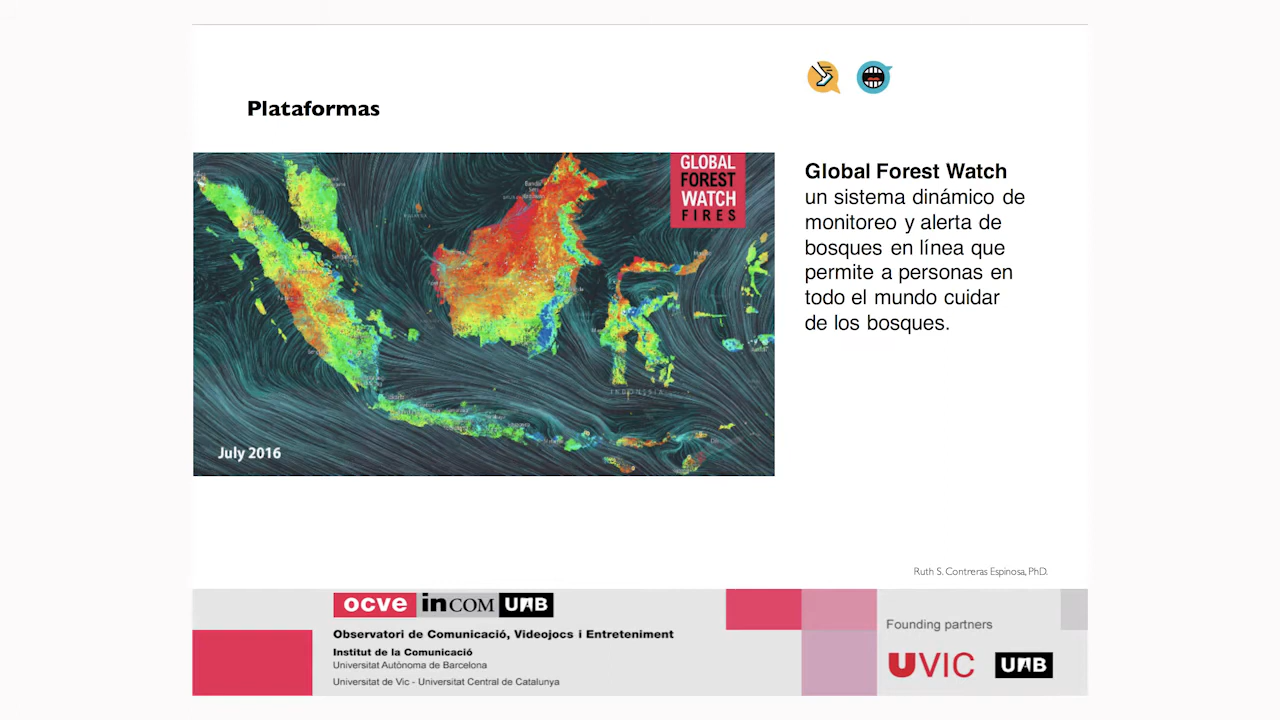 Plataformas
GLOBAL
FOREST
WATCH
FIRES
INDONESIA
July 2016
Global Forest Watch
un sistema dinámico de
monitoreo y alerta de
bosques en línea que
permite a personas en
todo el mundo cuidar
de los bosques.
Ruth S. Contreras Espinosa, PhD.
ocve inCOM UAB
Observatori de Comunicació, Videojocs i Entreteniment
Institut de la Comunicació
Universitat Autònoma de Barcelona
Universitat de Vic - Universitat Central de Catalunya
Founding partners
UVIC UAB